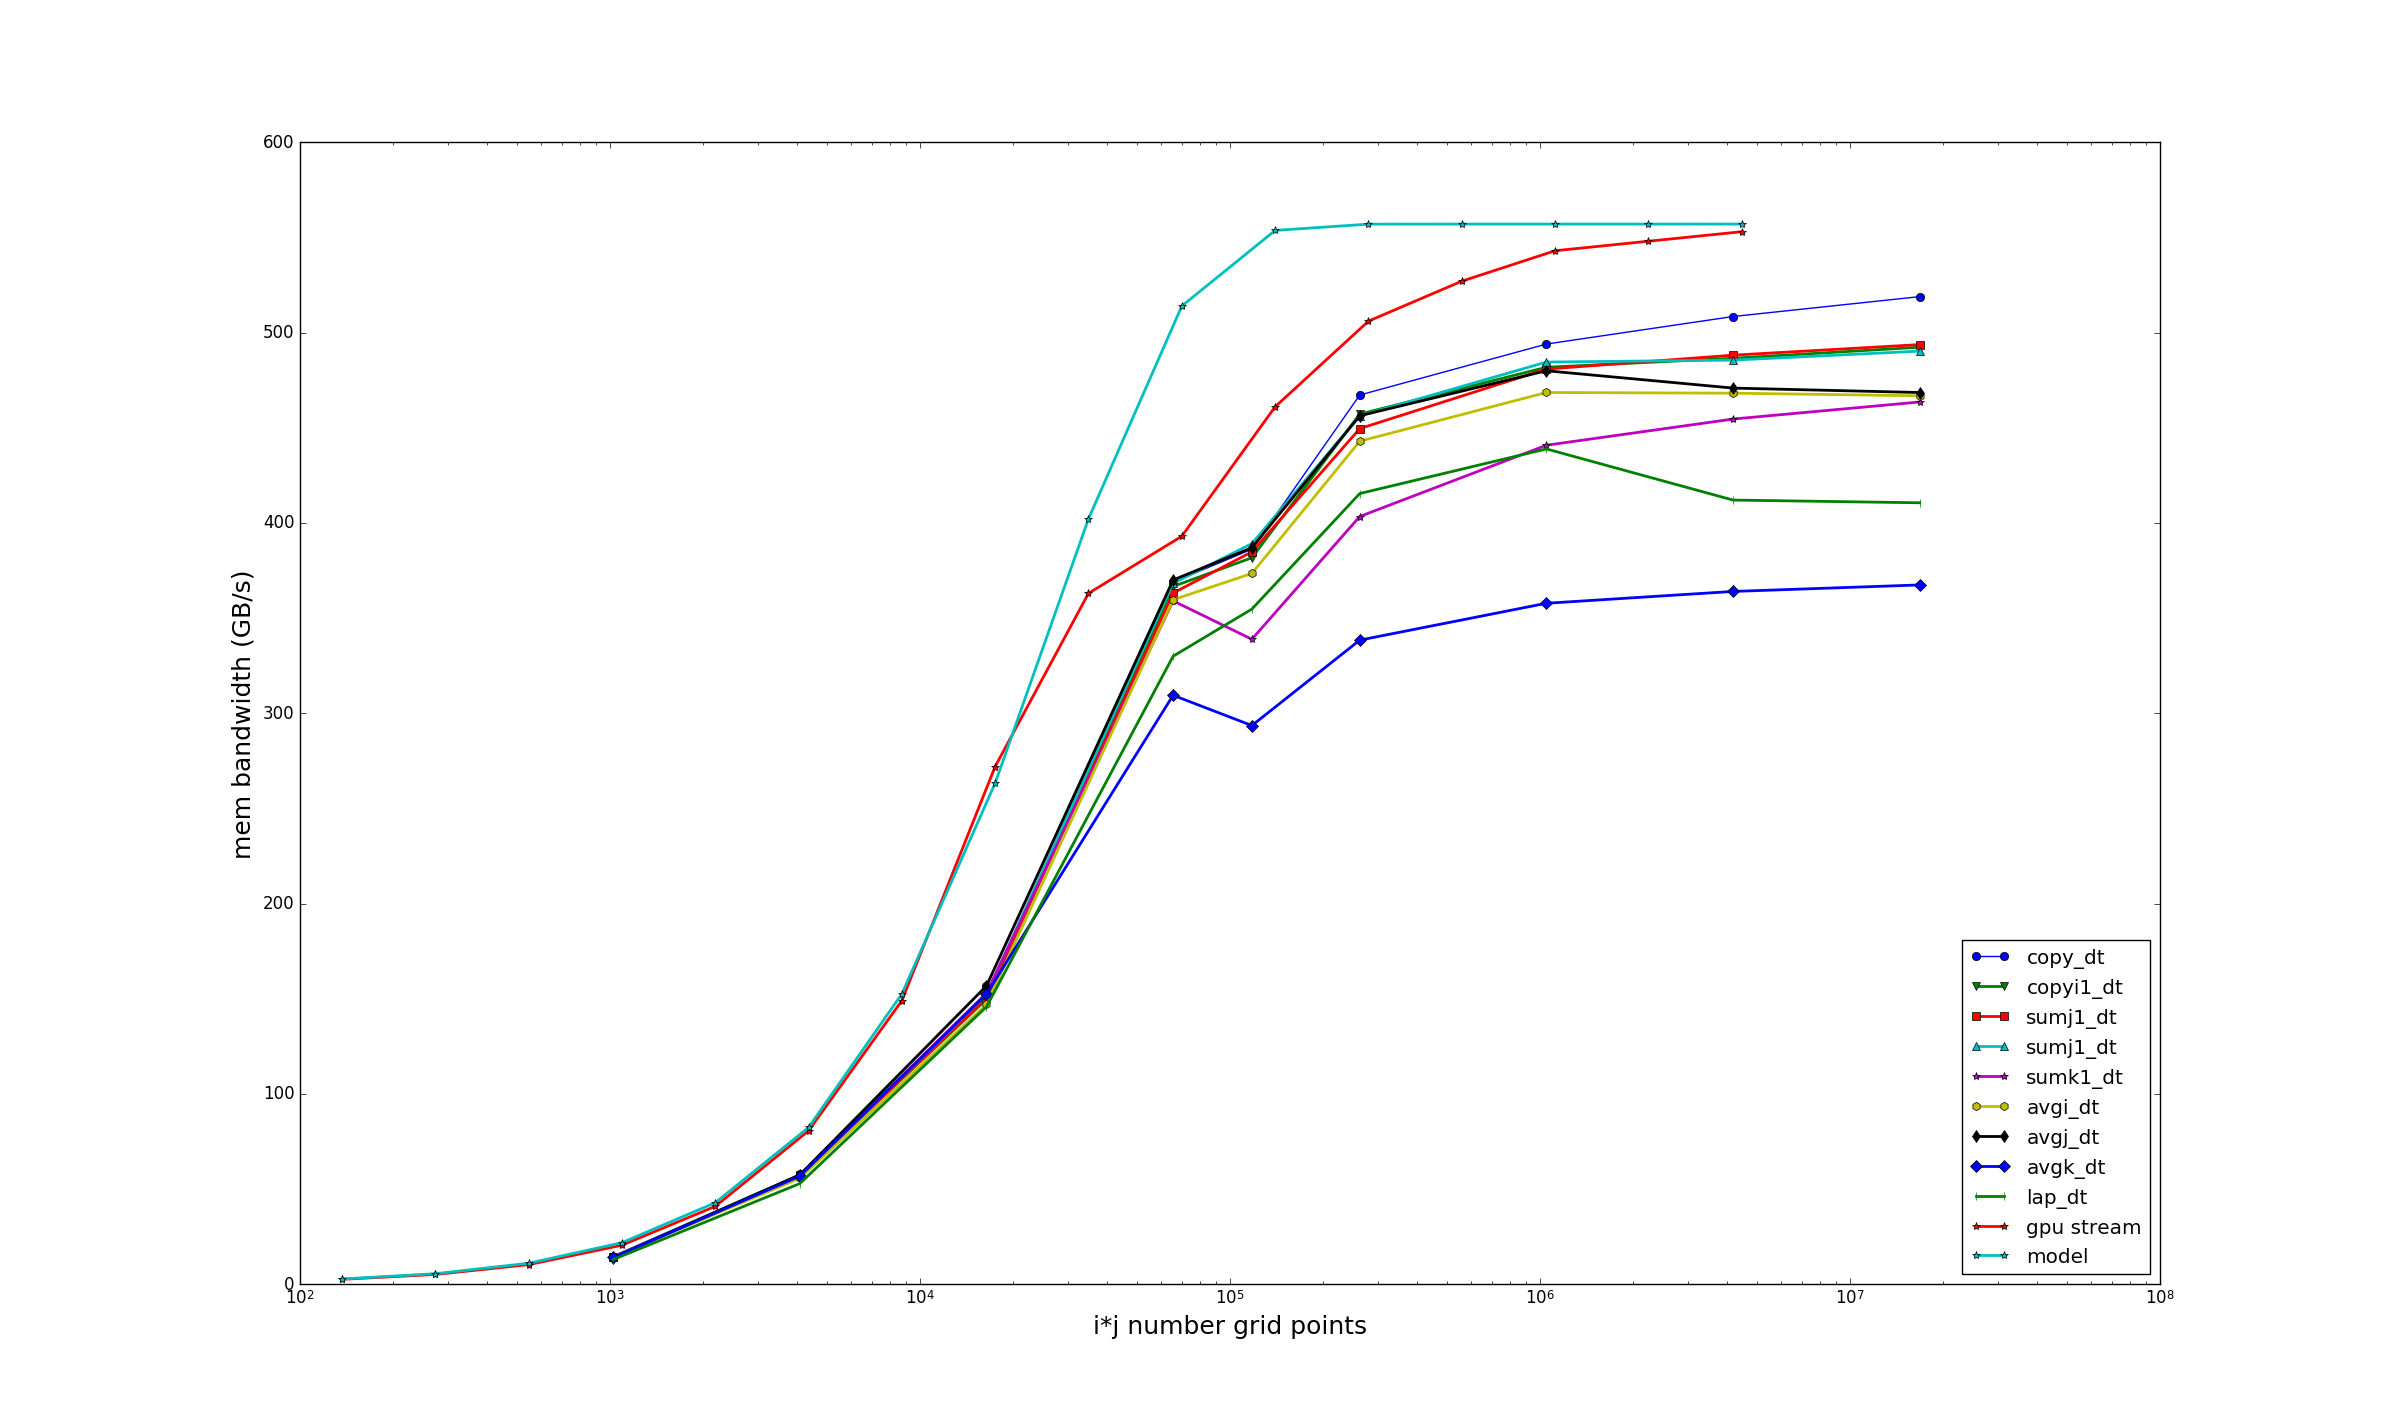 600
500
400
300
200
100
0
mem bandwidth (GB/s)
10² 10³ 10⁴ 10⁵ 10⁶ 10⁷ 10⁸
i*j number grid points
copy_dt
copyi1_dt
sumj1_dt
sumj1_dt
sumk1_dt
avgi_dt
avgj_dt
avgk_dt
lap_dt
gpu stream
model